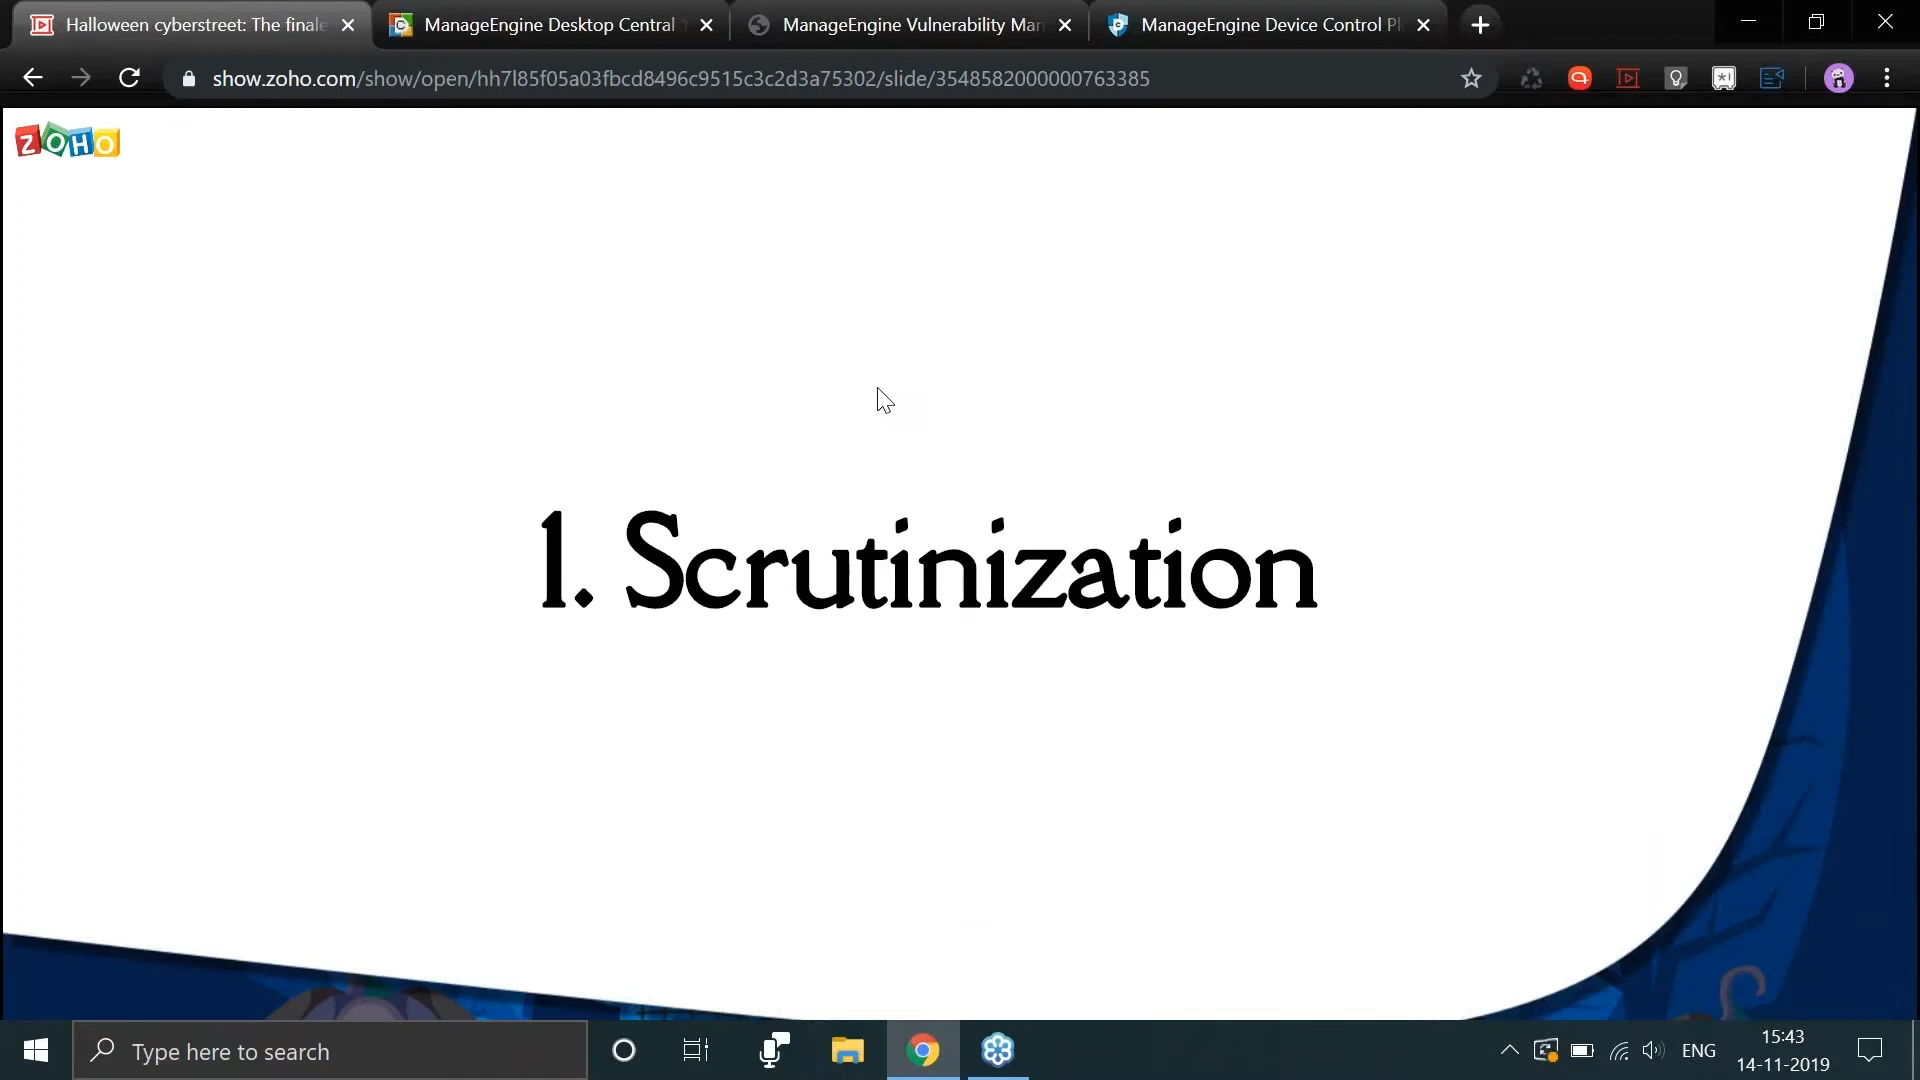 Halloween cyberstreet: The finale
ManageEngine Desktop Central
ManageEngine Vulnerability Man
ManageEngine Device Control Pl
show.zoho.com/show/open/hh7l85f05a03fbcd8496c9515c3c2d3a75302/slide/3548582000000763385
ZOHO
1. Scrutinization
Type here to search
ENG
15:43
14-11-2019